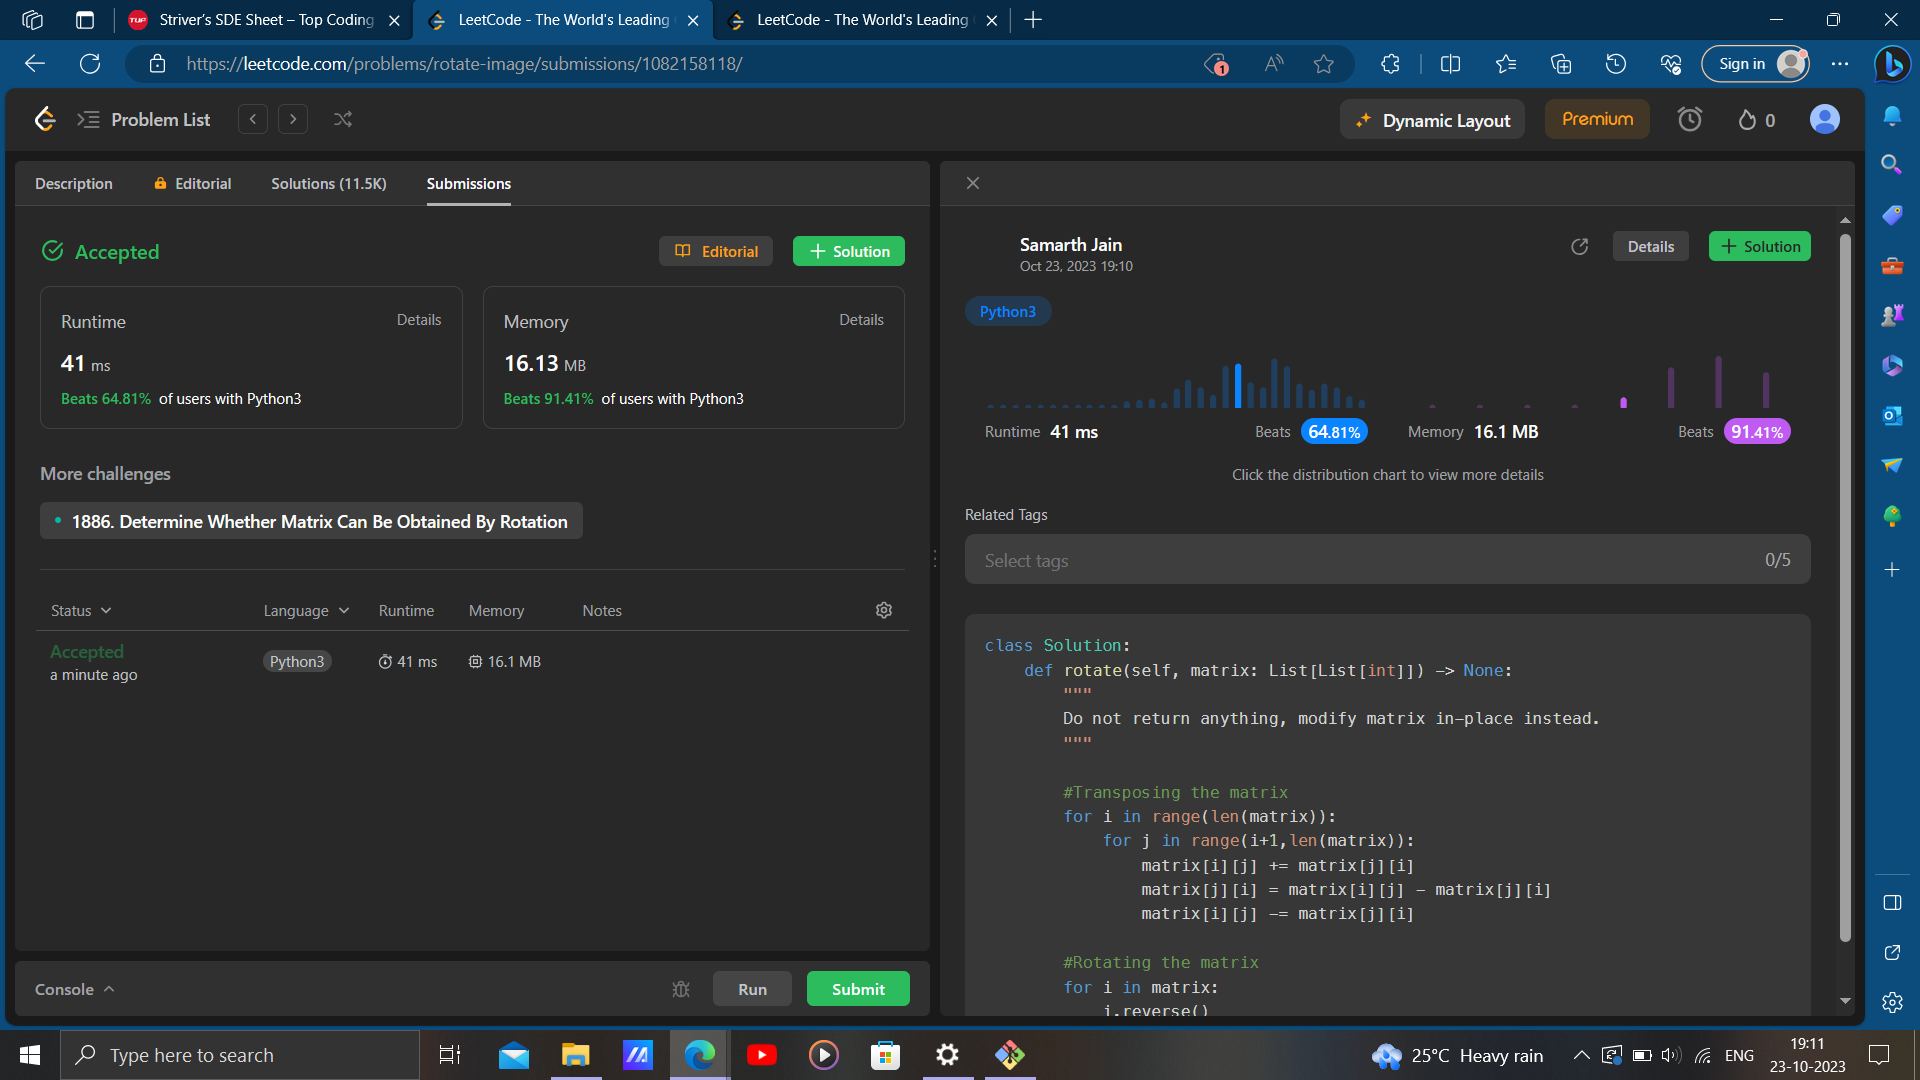 Striver's SDE Sheet – Top Coding
LeetCode - The World's Leading
LeetCode - The World's Leading
https://leetcode.com/problems/rotate-image/submissions/1082158118/
1
Sign in
Problem List
Dynamic Layout
Premium
0
Description
Editorial
Solutions (11.5K)
Submissions
Accepted
Editorial
Solution
Runtime
Details
41 ms
Beats 64.81% of users with Python3
Memory
Details
16.13 MB
Beats 91.41% of users with Python3
More challenges
1886. Determine Whether Matrix Can Be Obtained By Rotation
Status Language Runtime Memory Notes
Accepted
a minute ago
Python3
41 ms
16.1 MB
Console
Run
Submit
Samarth Jain
Oct 23, 2023 19:10
Details
Solution
Python3
Runtime 41 ms
Beats 64.81%
Memory 16.1 MB
Beats 91.41%
Click the distribution chart to view more details
Related Tags
Select tags
0/5
class Solution:
def rotate(self, matrix: List[List[int]]) -> None:
"""
Do not return anything, modify matrix in-place instead.
"""
#Transposing the matrix
for i in range(len(matrix)):
for j in range(i+1,len(matrix)):
matrix[i][j] += matrix[j][i]
matrix[j][i] = matrix[i][j] - matrix[j][i]
matrix[i][j] -= matrix[j][i]
#Rotating the matrix
for i in matrix:
i.reverse()
Type here to search
25°C Heavy rain
ENG
19:11
23-10-2023